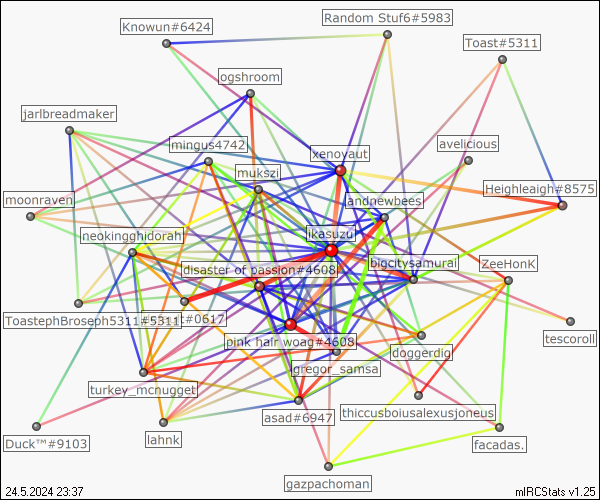 Random Stuf6#5983
Knowun#6424
Toast#5311
ogshroom
jarlbreadmaker
mingus4742
avelicious
xenoyaut
mukszi
Heighleaigh#8575
moonraven
andnewbees
ikasuzu
neokingghidorah
disaster of passion#4608
bigcitysamurai
ZeeHonK
ToastephBroseph5311#5311
#0617
pink hair woag#4608
tescoroll
doggerdig
gregor_samsa
turkey_mcnugget
thiccusboiusalexusjoneus
asad#6947
Duck™#9103
lahnk
facadas.
gazpachoman
24.5.2024 23:37
mIRCStats v1.25